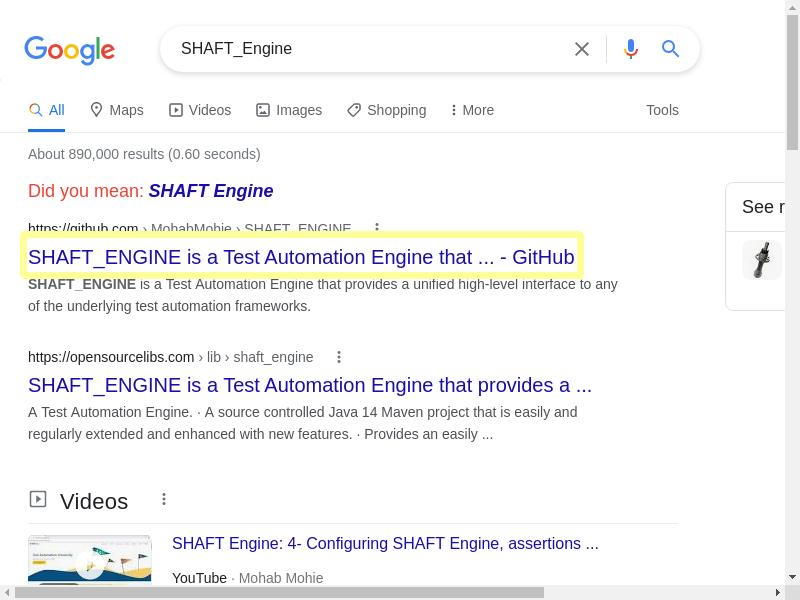 Google
SHAFT_Engine
All Maps Videos Images Shopping More Tools
About 890,000 results (0.60 seconds)
Did you mean: SHAFT Engine
https://github.com › MohabMohie › SHAFT_ENGINE
See r
SHAFT_ENGINE is a Test Automation Engine that ... - GitHub
SHAFT_ENGINE is a Test Automation Engine that provides a unified high-level interface to any
of the underlying test automation frameworks.
https://opensourcelibs.com › lib › shaft_engine
SHAFT_ENGINE is a Test Automation Engine that provides a ...
A Test Automation Engine. · A source controlled Java 14 Maven project that is easily and
regularly extended and enhanced with new features. · Provides an easily ...
Videos
SHAFT Engine: 4- Configuring SHAFT Engine, assertions ...
YouTube · Mohab Mohie